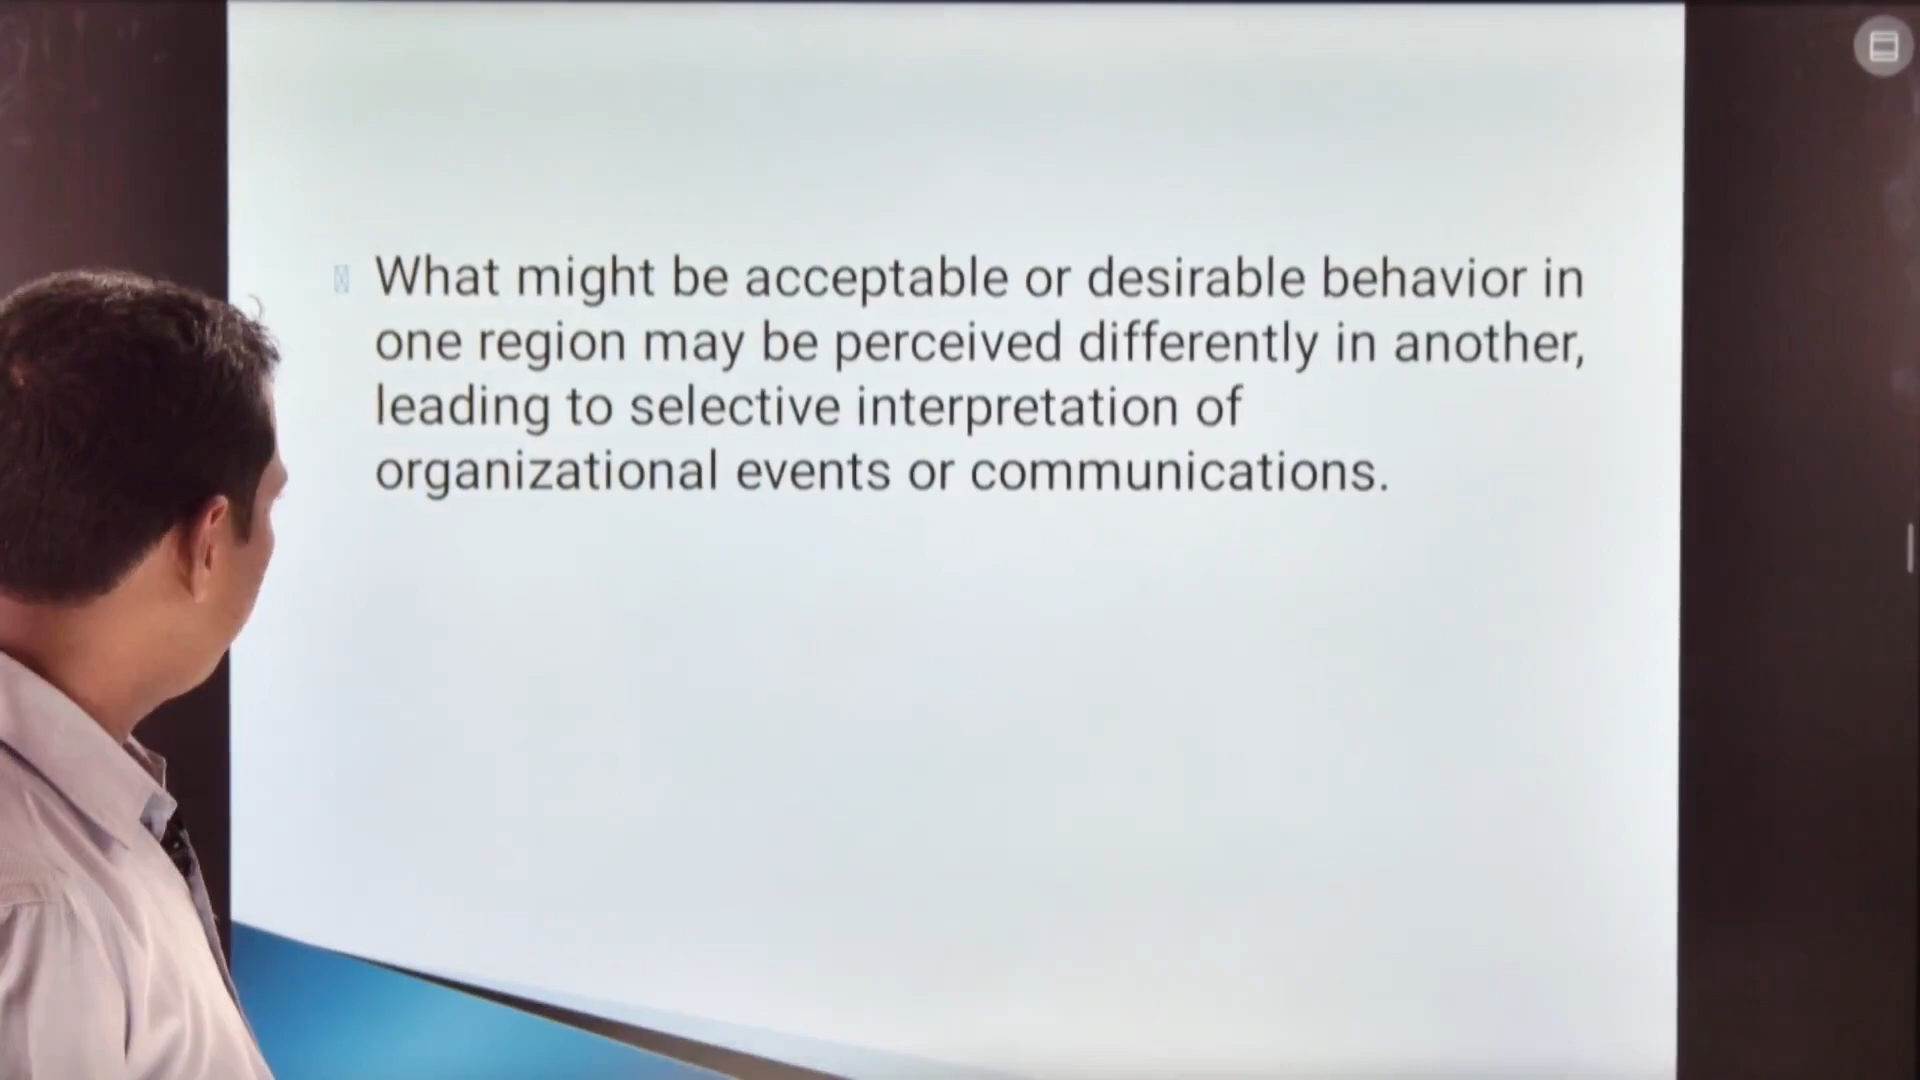 What might be acceptable or desirable behavior in
one region may be perceived differently in another,
leading to selective interpretation of
organizational events or communications.